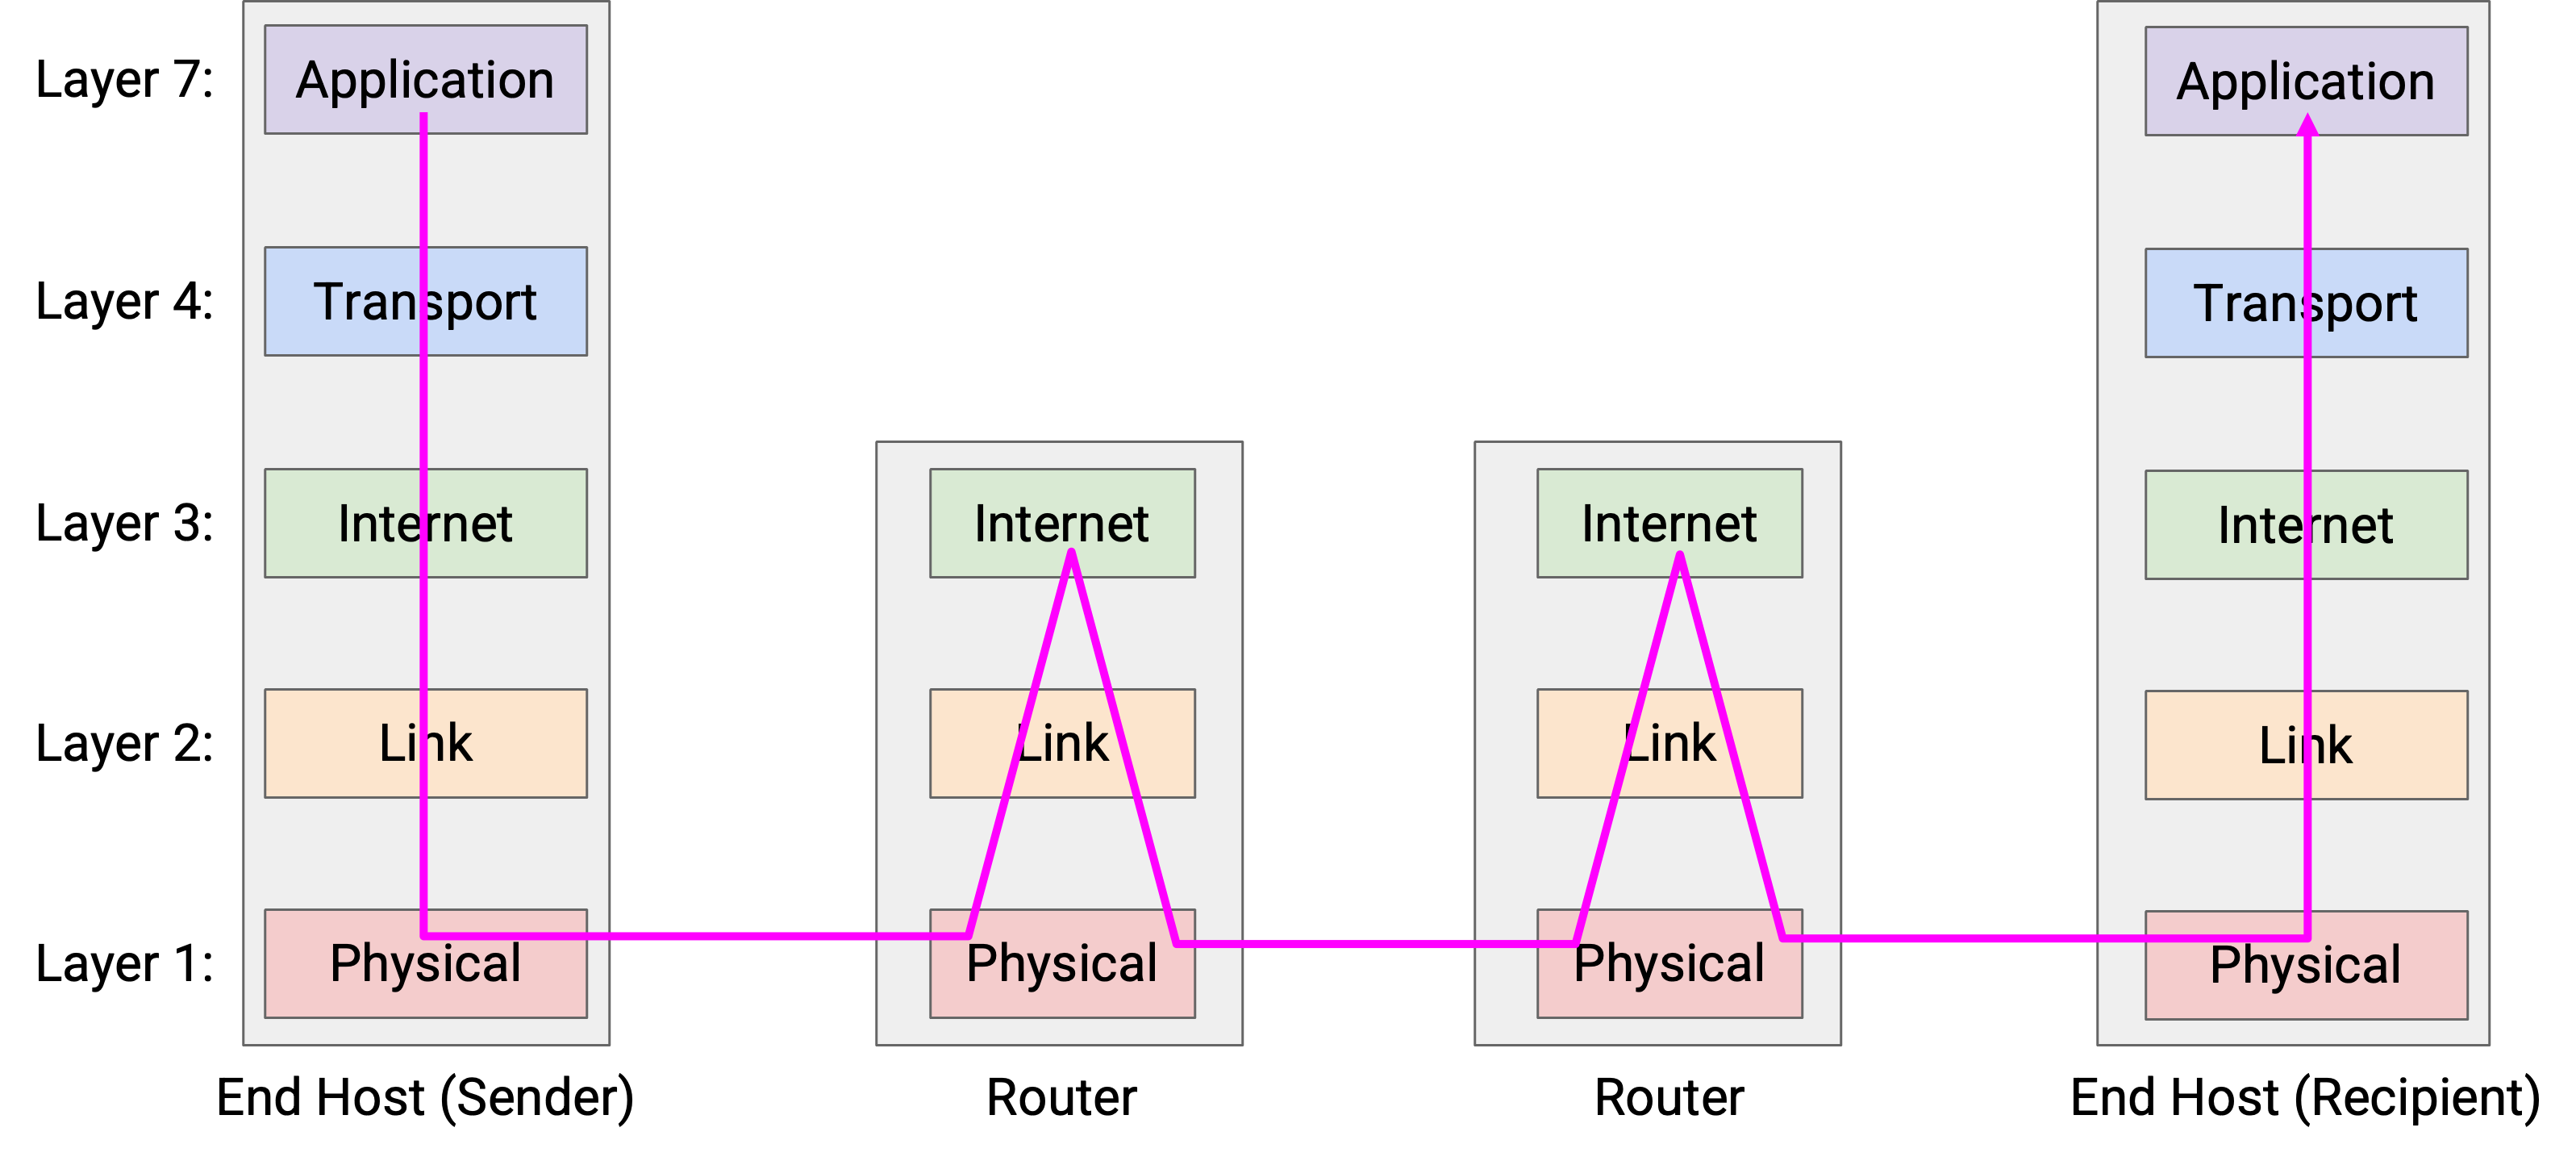 Layer 7: Application Application
Layer 4: Transport Transport
Layer 3: Internet Internet Internet Internet
Layer 2: Link Link Link Link
Layer 1: Physical Physical Physical Physical
End Host (Sender) Router Router End Host (Recipient)